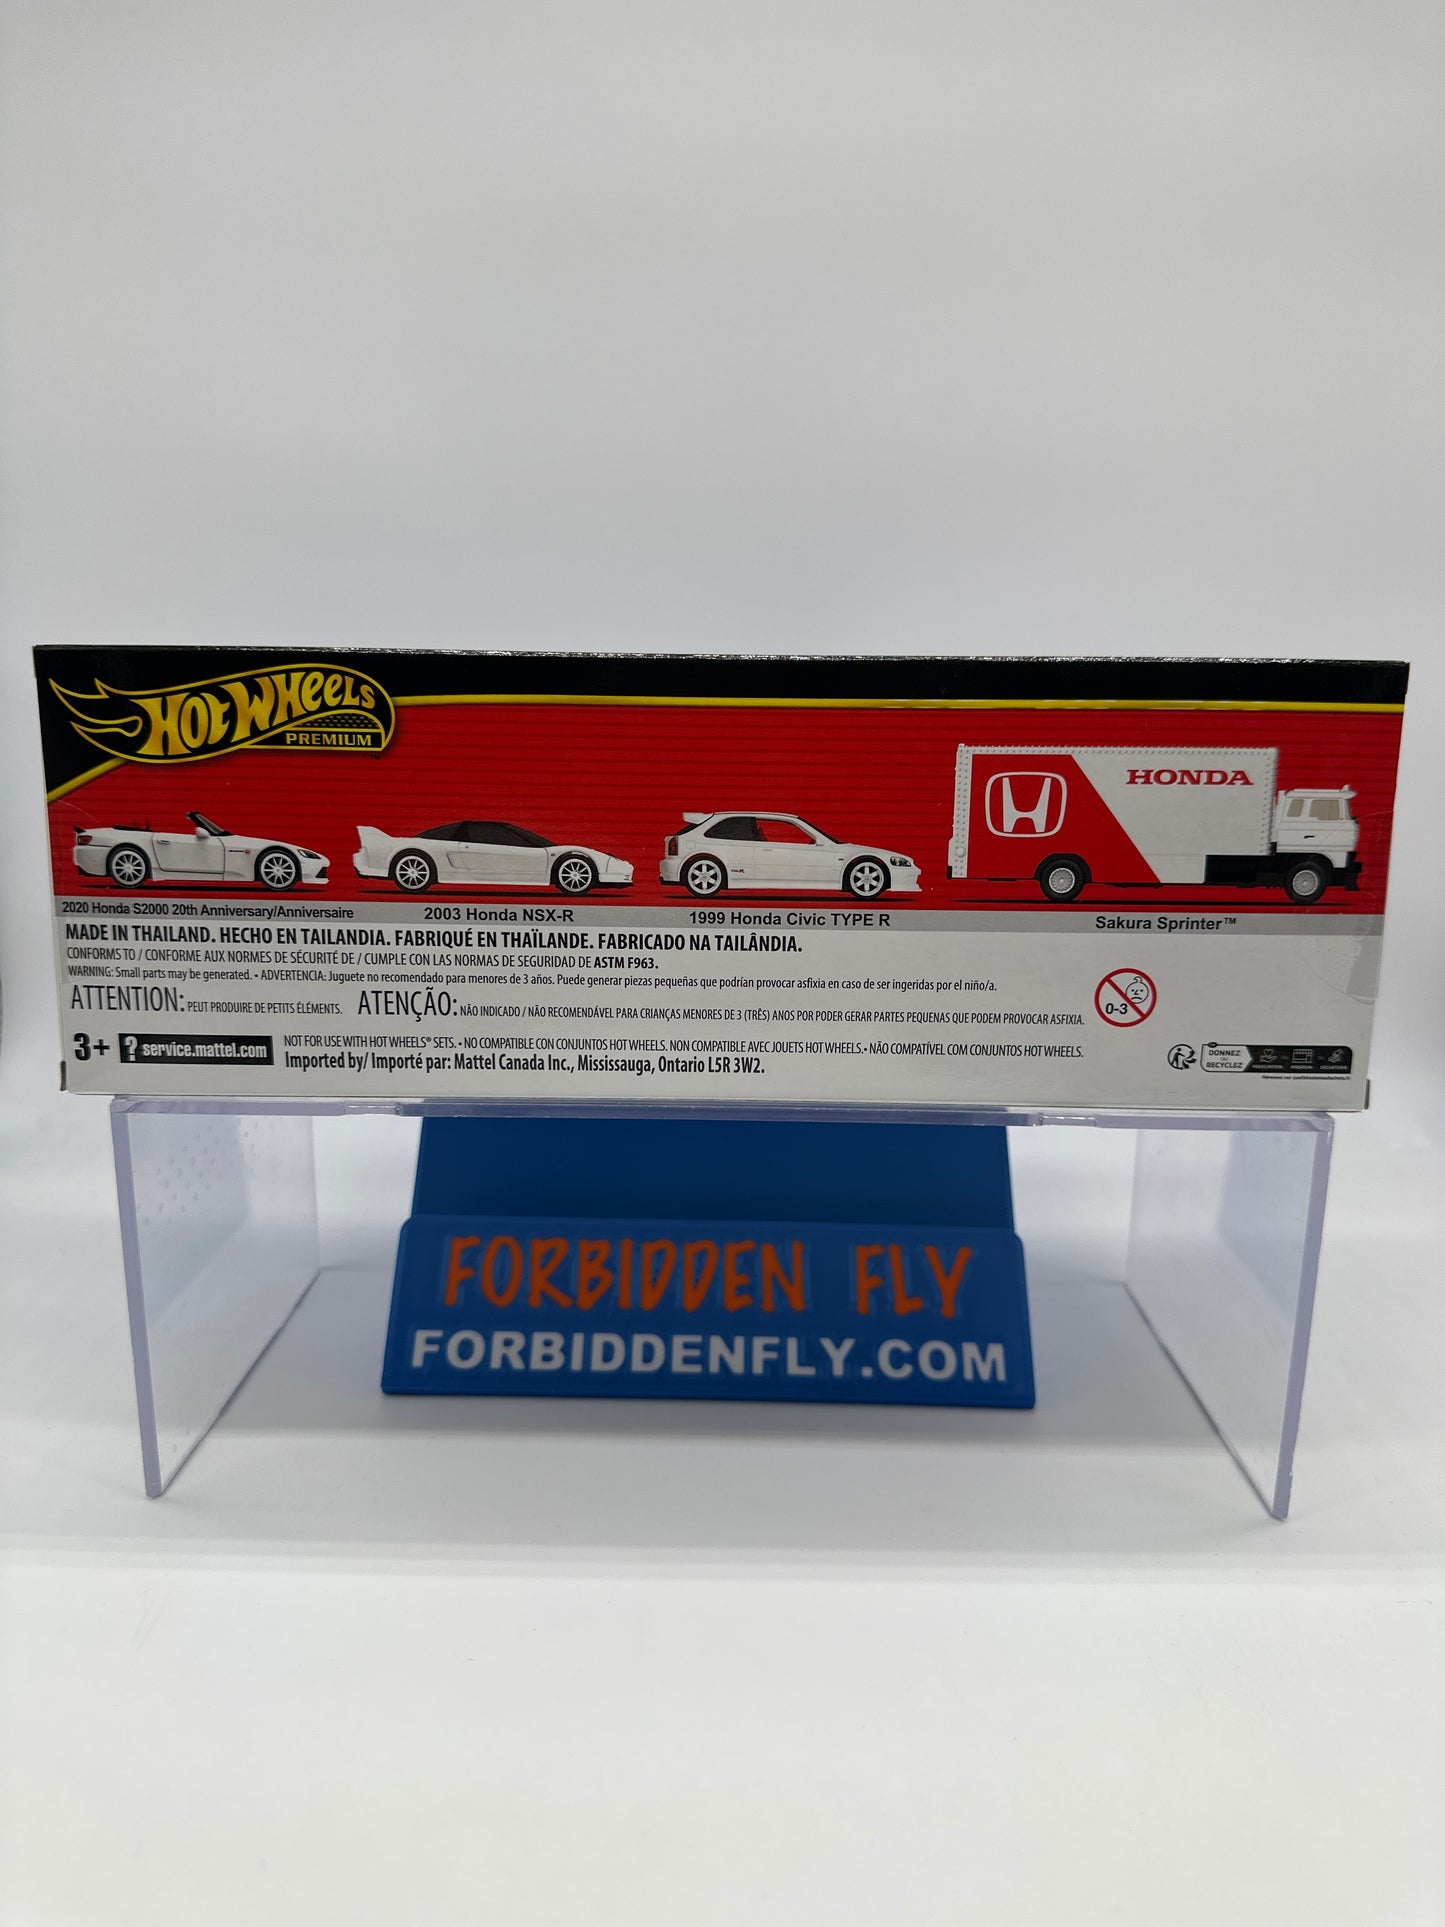 HOT WHEELS
PREMIUM
TM
HONDA
TYPE R
2020 Honda S2000 20th Anniversary/Anniversaire
2003 Honda NSX-R
1999 Honda Civic TYPE R
Sakura Sprinter™
MADE IN THAILAND. HECHO EN TAILANDIA. FABRIQUÉ EN THAÏLANDE. FABRICADO NA TAILÂNDIA.
CONFORMS TO / CONFORME AUX NORMES DE SÉCURITÉ DE / CUMPLE CON LAS NORMAS DE SEGURIDAD DE ASTM F963.
WARNING: Small parts may be generated. • ADVERTENCIA: Juguete no recomendado para menores de 3 años. Puede generar piezas pequeñas que podrían provocar asfixia en caso de ser ingeridas por el niño/a.
ATTENTION: PEUT PRODUIRE DE PETITS ÉLÉMENTS. ATENÇÃO: NÃO INDICADO / NÃO RECOMENDÁVEL PARA CRIANÇAS MENORES DE 3 (TRÊS) ANOS POR PODER GERAR PARTES PEQUENAS QUE PODEM PROVOCAR ASFIXIA.
0-3
3+ ? service.mattel.com
NOT FOR USE WITH HOT WHEELS® SETS. • NO COMPATIBLE CON CONJUNTOS HOT WHEELS. NON COMPATIBLE AVEC JOUETS HOT WHEELS. • NÃO COMPATÍVEL COM CONJUNTOS HOT WHEELS.
Imported by/ Importé par: Mattel Canada Inc., Mississauga, Ontario L5R 3W2.
DONNEZ
OU
RECYCLEZ
FORBIDDEN FLY
FORBIDDENFLY.COM